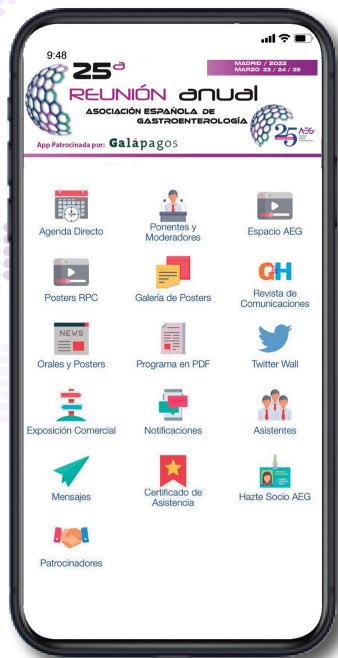 9:48
25ª
MADRID / 2022
MARZO 23 / 24 / 25
REUNIÓN anual
ASOCIACIÓN ESPAÑOLA DE
GASTROENTEROLOGÍA
25 AEG
App Patrocinada por: Galápagos
Agenda Directo
Ponentes y
Moderadores
Espacio AEG
Posters RPC
Galería de Posters
GH
Revista de
Comunicaciones
NEWS
Orales y Posters
Programa en PDF
Twitter Wall
Exposición Comercial
Notificaciones
Asistentes
Mensajes
Certificado de
Asistencia
Hazte Socio AEG
Patrocinadores